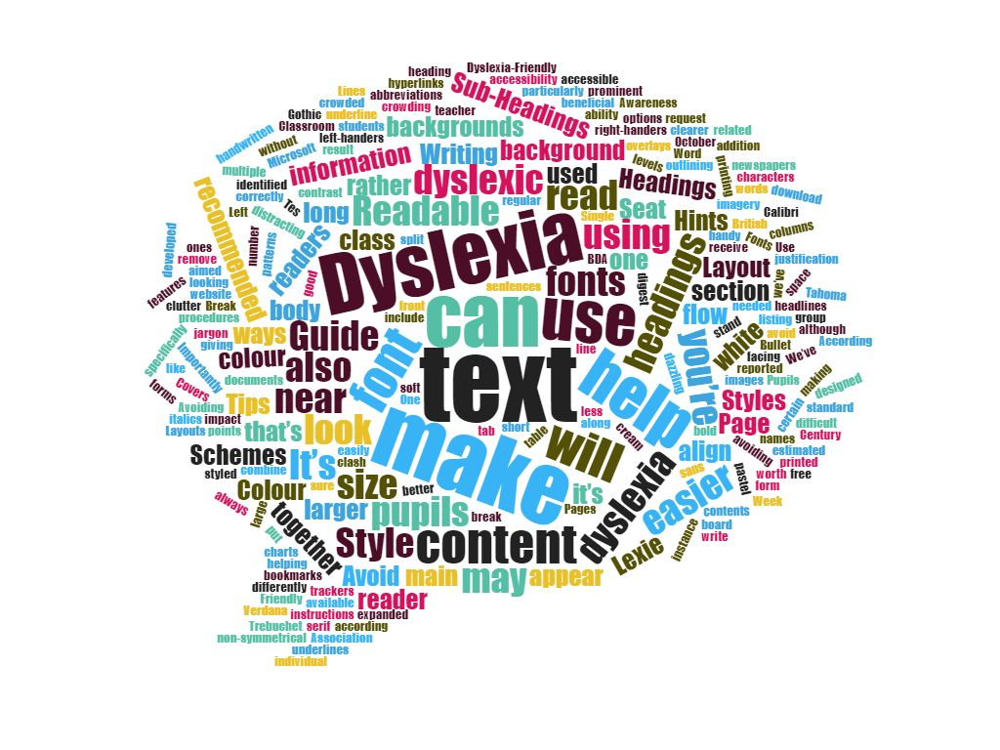 heading Dyslexia-Friendly
hyperlinks accessibility accessible
Lines abbreviations Sub-Headings particularly prominent
crowded crowding teacher beneficial Awareness
Gothic underline ability options request
handwritten Classroom students backgrounds right-handers clearer related
without left-handers October
Microsoft result information Writing background overlays Word addition
multiple levels outlining printing newspapers
identified contrast rather dyslexic used Headings characters
correctly recommended words download
Left distracting Tes long Readable regular read Single Seat Hints imagery Calibri
British
number patterns readers class split Dyslexia using headings handy Fonts columns
developed ones receive Use
remove good BDA one Layout justification
aimed fonts digest we've space
features looking body sentences section Tahoma
website
clutter Break front can use flow needed headlines
procedures include stand listing group
specifically jargon ways Guide font line White avoid although
giving Bullet According
Importantly colour also text help dazzling you're facing We've
like reported
forms Covers documents soft images Pupils making designed
Avoiding Tips near One less Styles certain standard
italics impact make along bold Page difficult
Layouts points that's look tab short table cream names Century
Schemes easily will align avoiding estimated
styled combine It's clash sans printed
Colour sure size better dyslexia easier pastel worth free
always large larger pupils it's form
together break Pages Week
put Style content instance contents
charts Lexie board
helping write
bookmarks Avoid main may appear
differently trackers reader
Friendly available
Verdana instructions expanded
Trebuchet serif according
non-symmetrical Association
underlines
individual